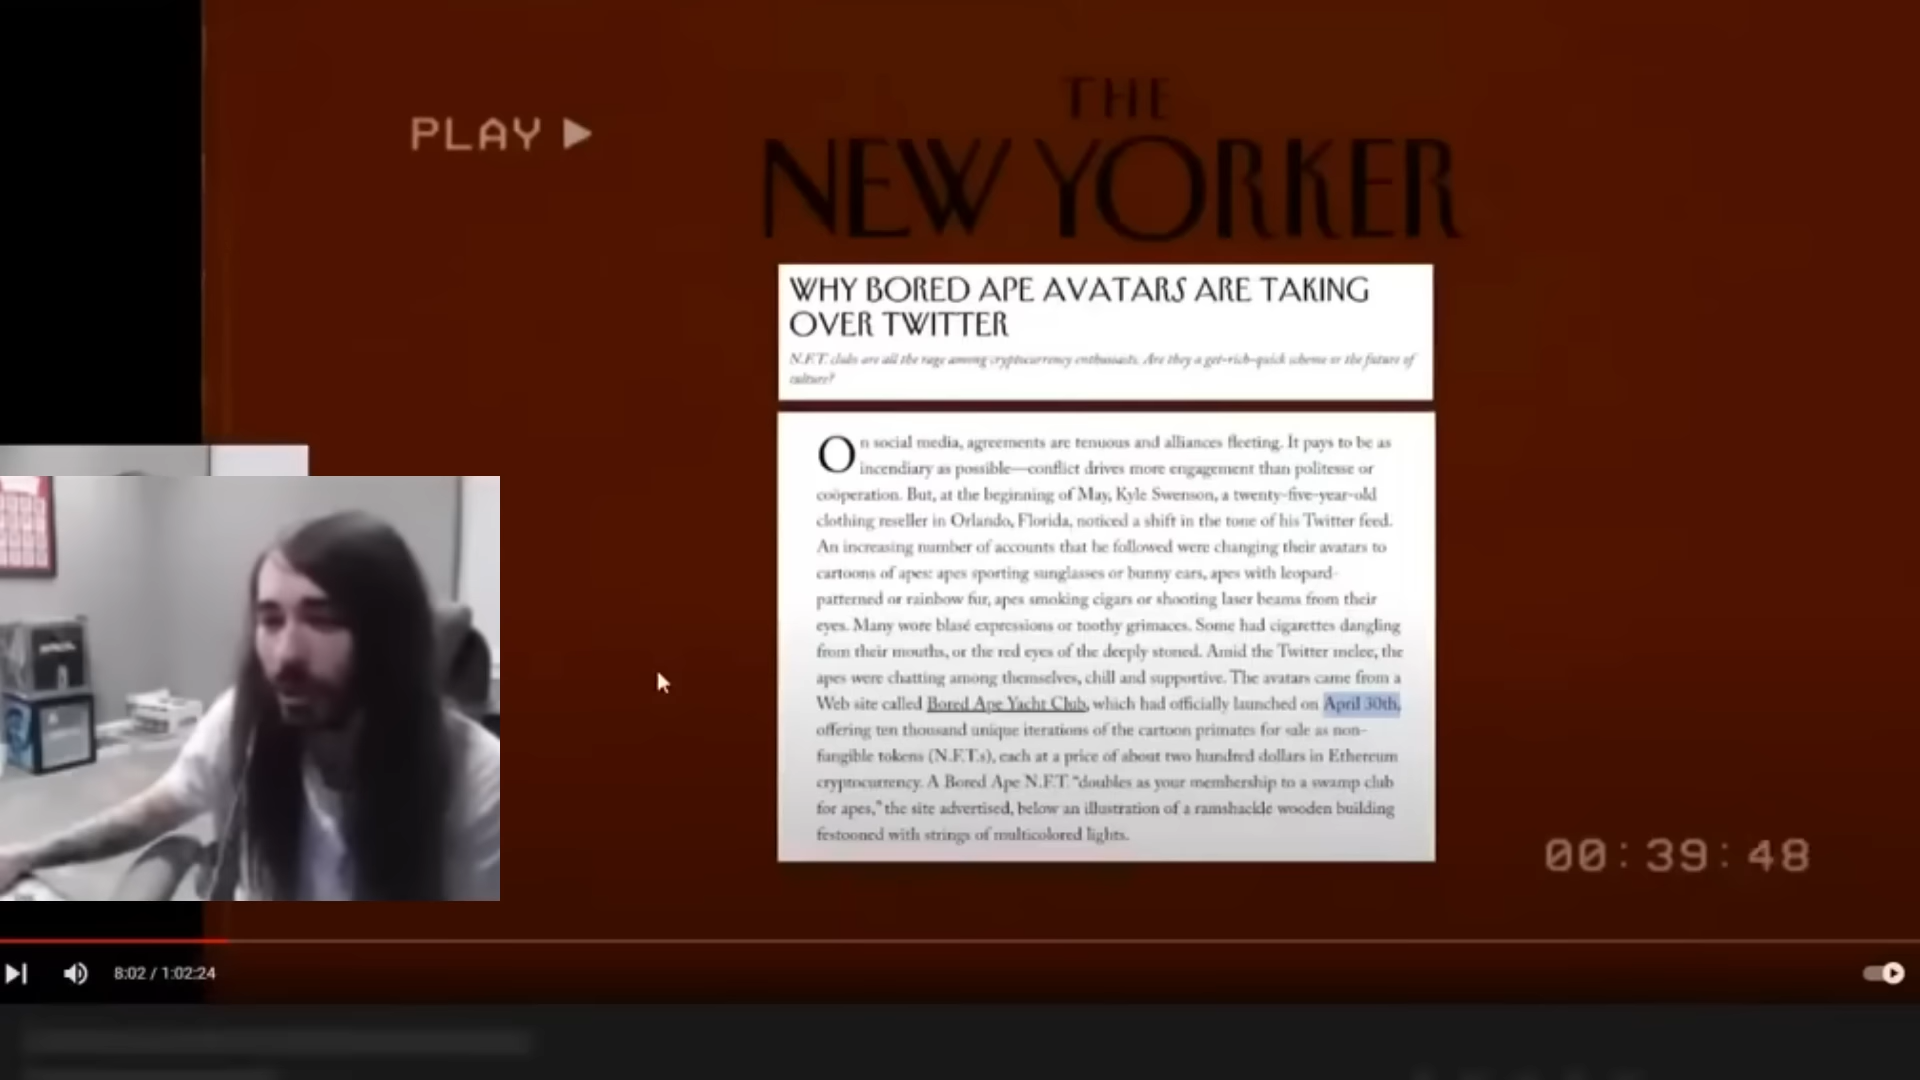 PLAY
THE
NEW YORKER
WHY BORED APE AVATARS ARE TAKING
OVER TWITTER
N.F.T. clubs are all the rage among cryptocurrency enthusiasts. Are they a get-rich-quick scheme or the future of
culture?
On social media, agreements are tenuous and alliances fleeting. It pays to be as
incendiary as possible—conflict drives more engagement than politesse or
coöperation. But, at the beginning of May, Kyle Swenson, a twenty-five-year-old
clothing reseller in Orlando, Florida, noticed a shift in the tone of his Twitter feed.
An increasing number of accounts that he followed were changing their avatars to
cartoons of apes: apes sporting sunglasses or bunny ears, apes with leopard-
patterned or rainbow fur, apes smoking cigars or shooting laser beams from their
eyes. Many wore blasé expressions or toothy grimaces. Some had cigarettes dangling
from their mouths, or the red eyes of the deeply stoned. Amid the Twitter melee, the
apes were chatting among themselves, chill and supportive. The avatars came from a
Web site called Bored Ape Yacht Club, which had officially launched on April 30th,
offering ten thousand unique iterations of the cartoon primates for sale as non-
fungible tokens (N.F.T.s), each at a price of about two hundred dollars in Ethereum
cryptocurrency. A Bored Ape N.F.T. "doubles as your membership to a swamp club
for apes," the site advertised, below an illustration of a ramshackle wooden building
festooned with strings of multicolored lights.
00:39:48
8:02 / 1:02:24